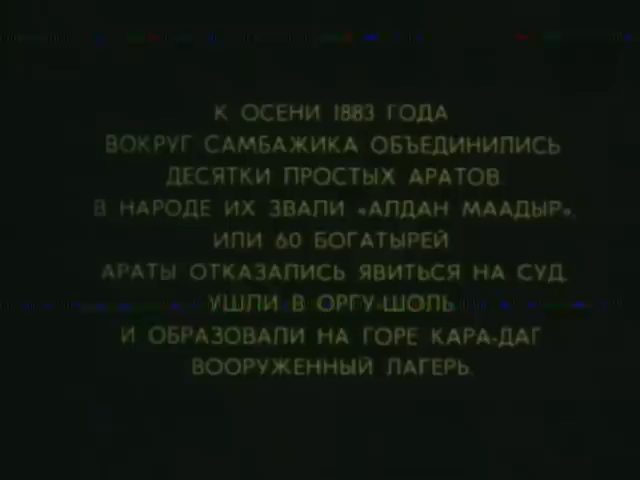 К ОСЕНИ 1883 ГОДА
ВОКРУГ САМБАЖИКА ОБЪЕДИНИЛИСЬ
ДЕСЯТКИ ПРОСТЫХ АРАТОВ.
В НАРОДЕ ИХ ЗВАЛИ «АЛДАН МААДЫР»,
ИЛИ 60 БОГАТЫРЕЙ
АРАТЫ ОТКАЗАЛИСЬ ЯВИТЬСЯ НА СУД,
УШЛИ В ОРГУ-ШОЛЬ
И ОБРАЗОВАЛИ НА ГОРЕ КАРА-ДАГ
ВООРУЖЕННЫЙ ЛАГЕРЬ.